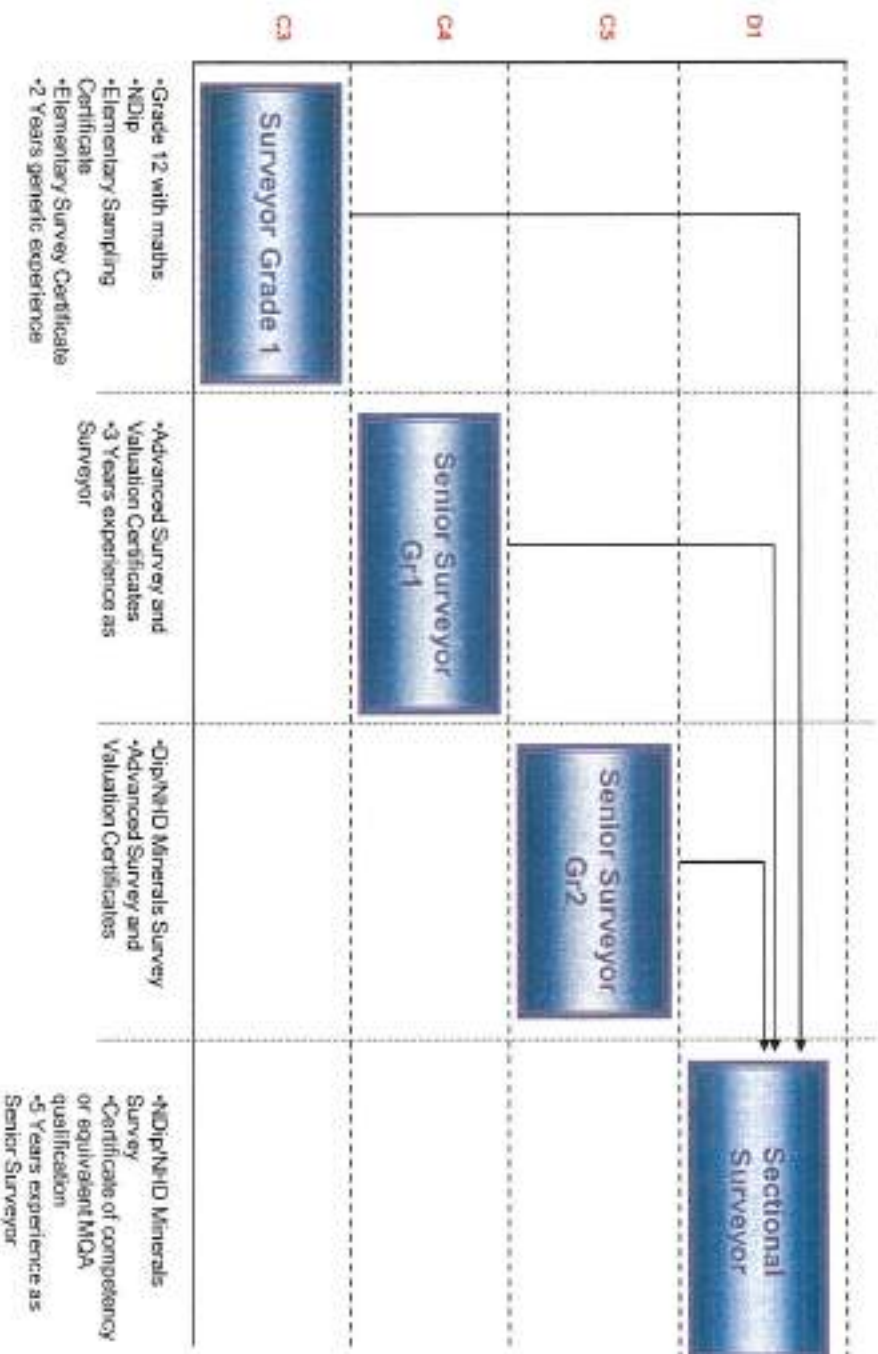 D1
C5
C4
C3
Surveyor Grade 1
Senior Surveyor
Gr1
Senior Surveyor
Gr2
Sectional
Surveyor
•Grade 12 with maths
•NDip
•Elementary Sampling
Certificate
•Elementary Survey Certificate
•2 Years generic experience
•Advanced Survey and
Valuation Certificates
•3 Years experience as
Surveyor
•Dip/NHD Minerals Survey
•Advanced Survey and
Valuation Certificates
•NDip/NHD Minerals
Survey
•Certificate of competency
or equivalent MQA
qualification
•5 Years experience as
Senior Surveyor